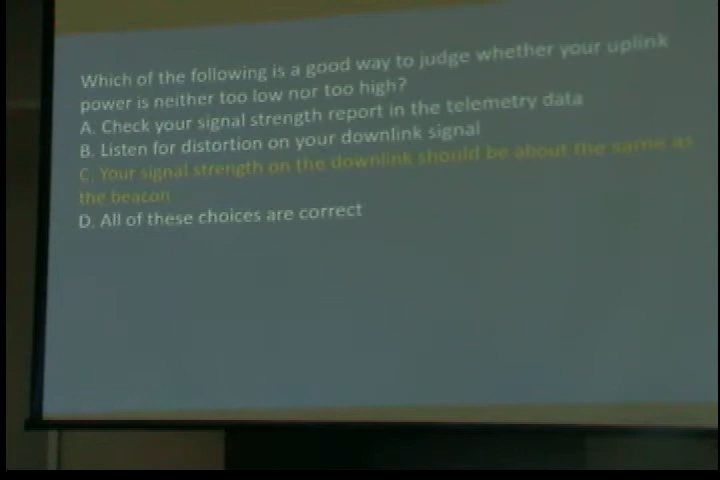 Which of the following is a good way to judge whether your uplink
power is neither too low nor too high?
A. Check your signal strength report in the telemetry data
B. Listen for distortion on your downlink signal
C. Your signal strength on the downlink should be about the same as
the beacon
D. All of these choices are correct